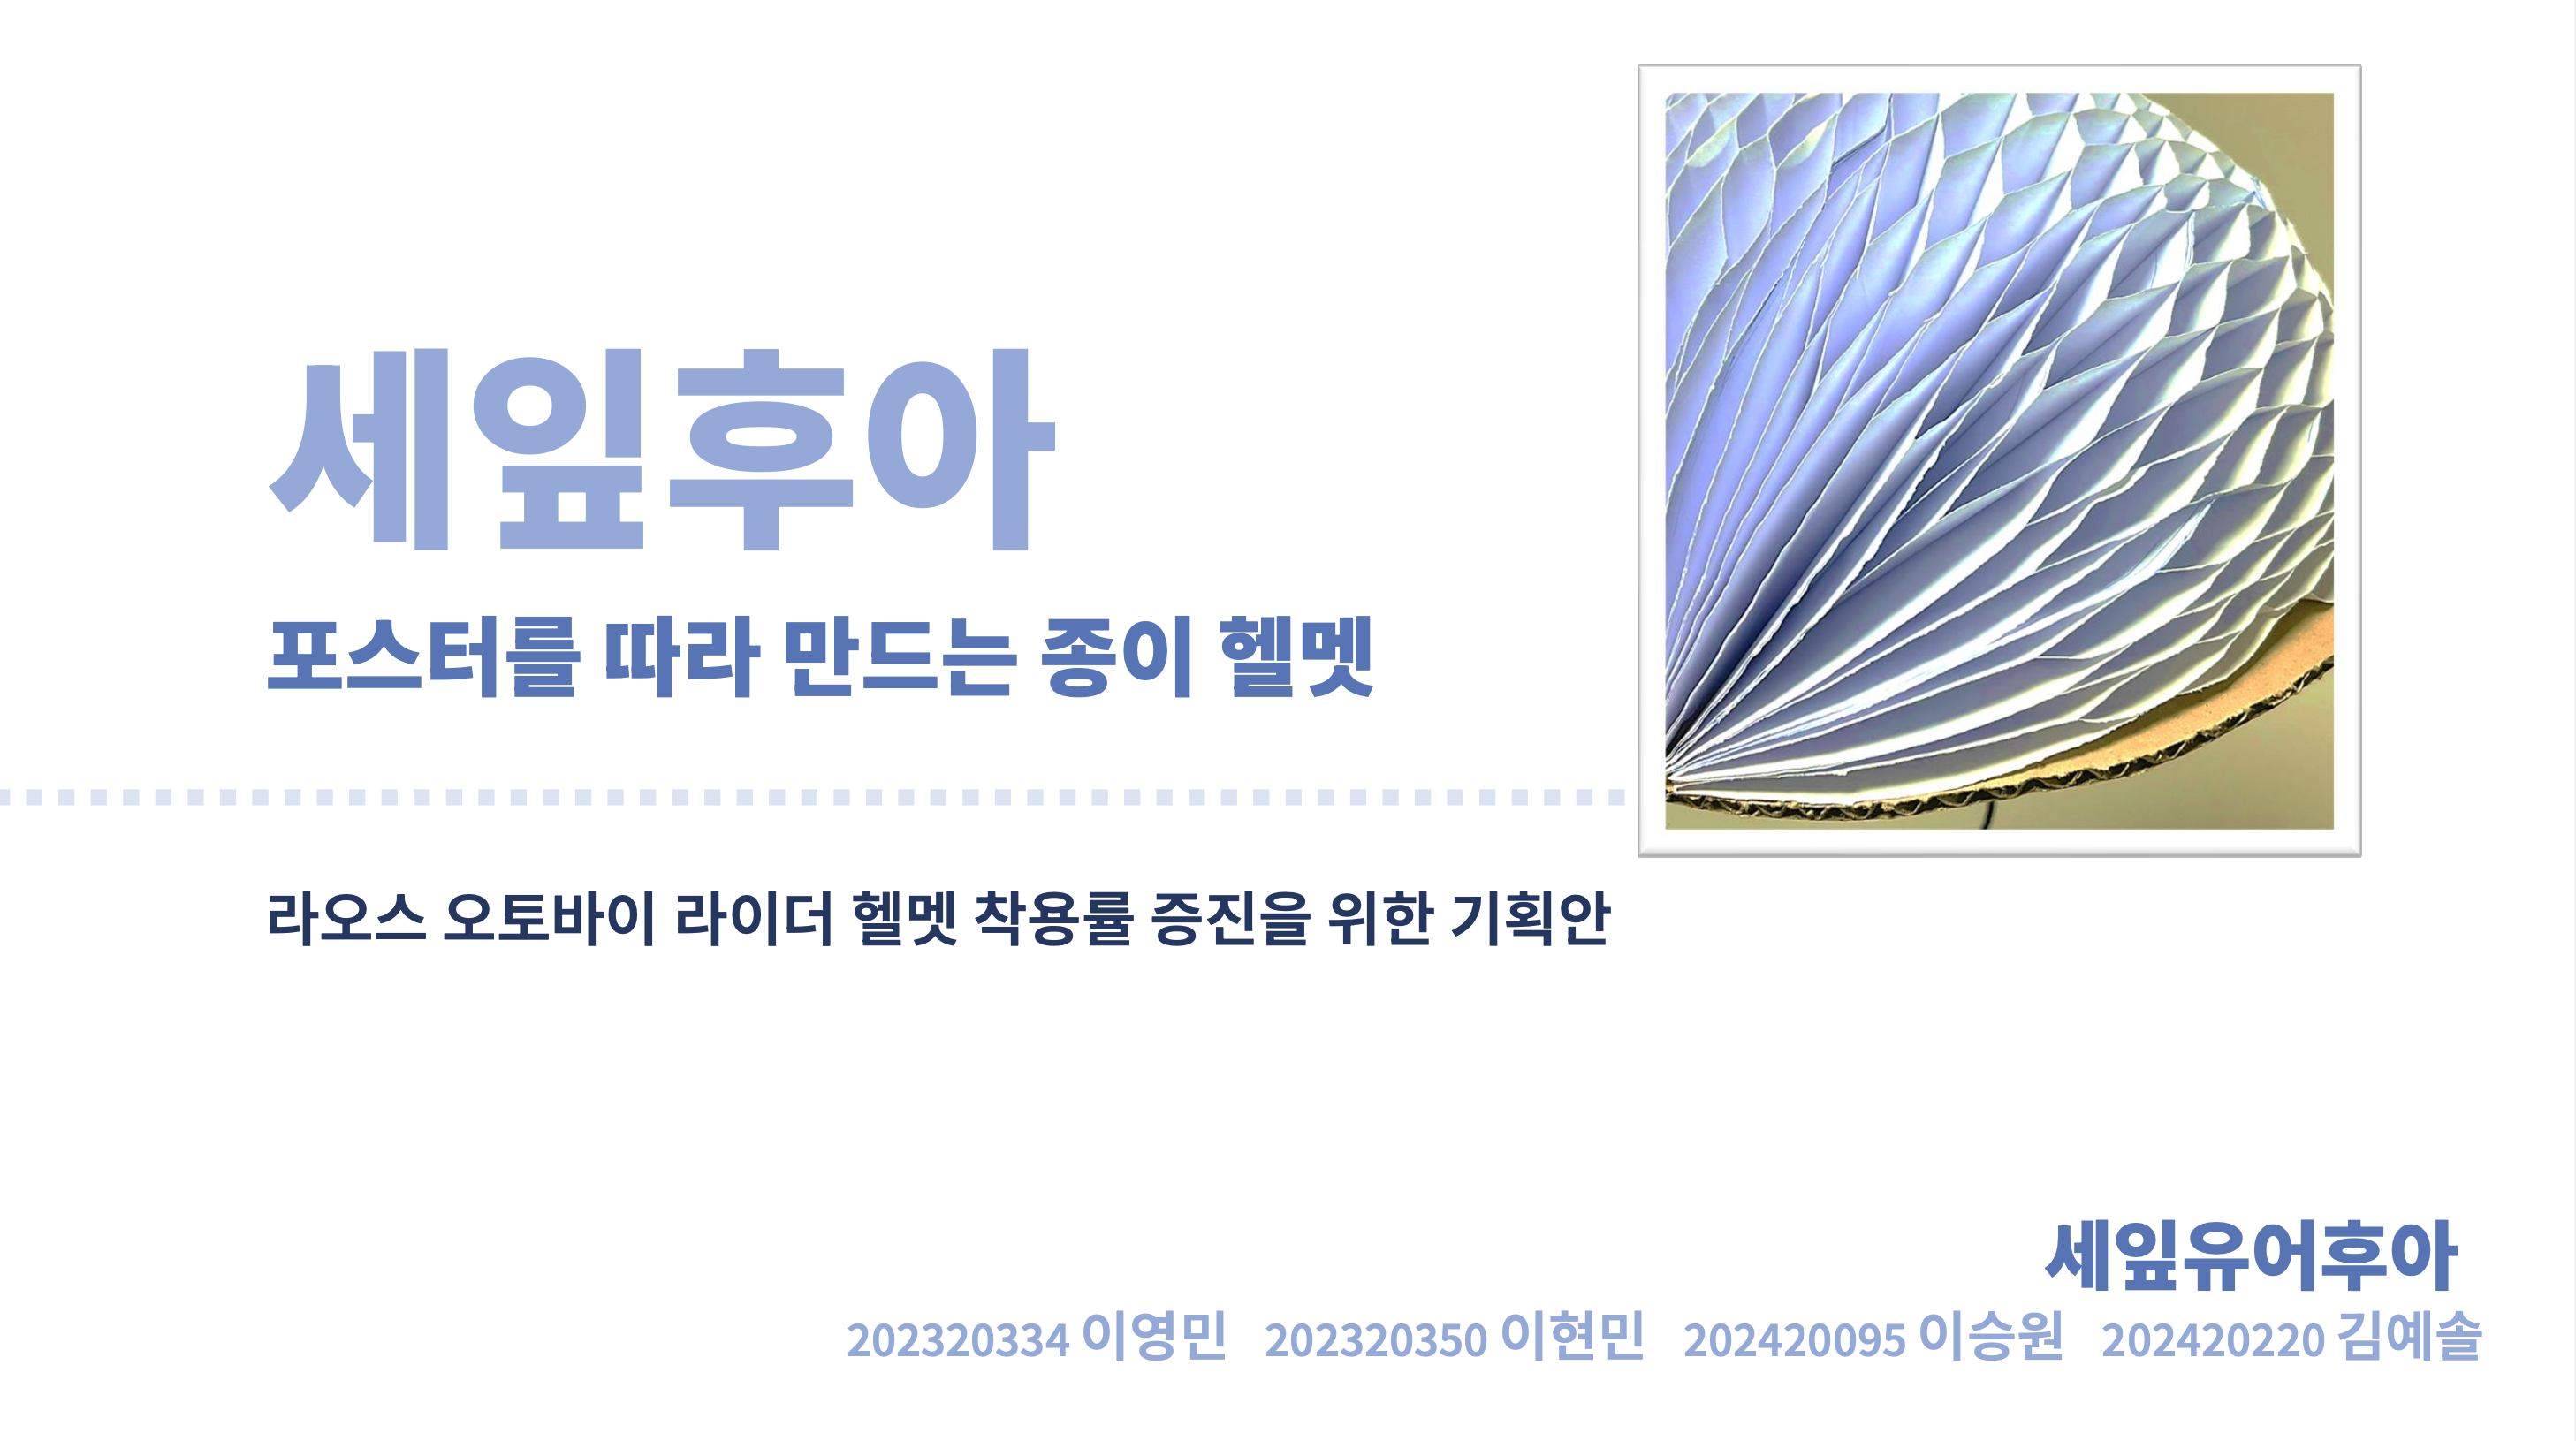 세잎후아
포스터를 따라 만드는 종이 헬멧
라오스 오토바이 라이더 헬멧 착용률 증진을 위한 기획안
세잎유어후아
202320334 이영민 202320350 이현민 202420095 이승원 202420220 김예솔